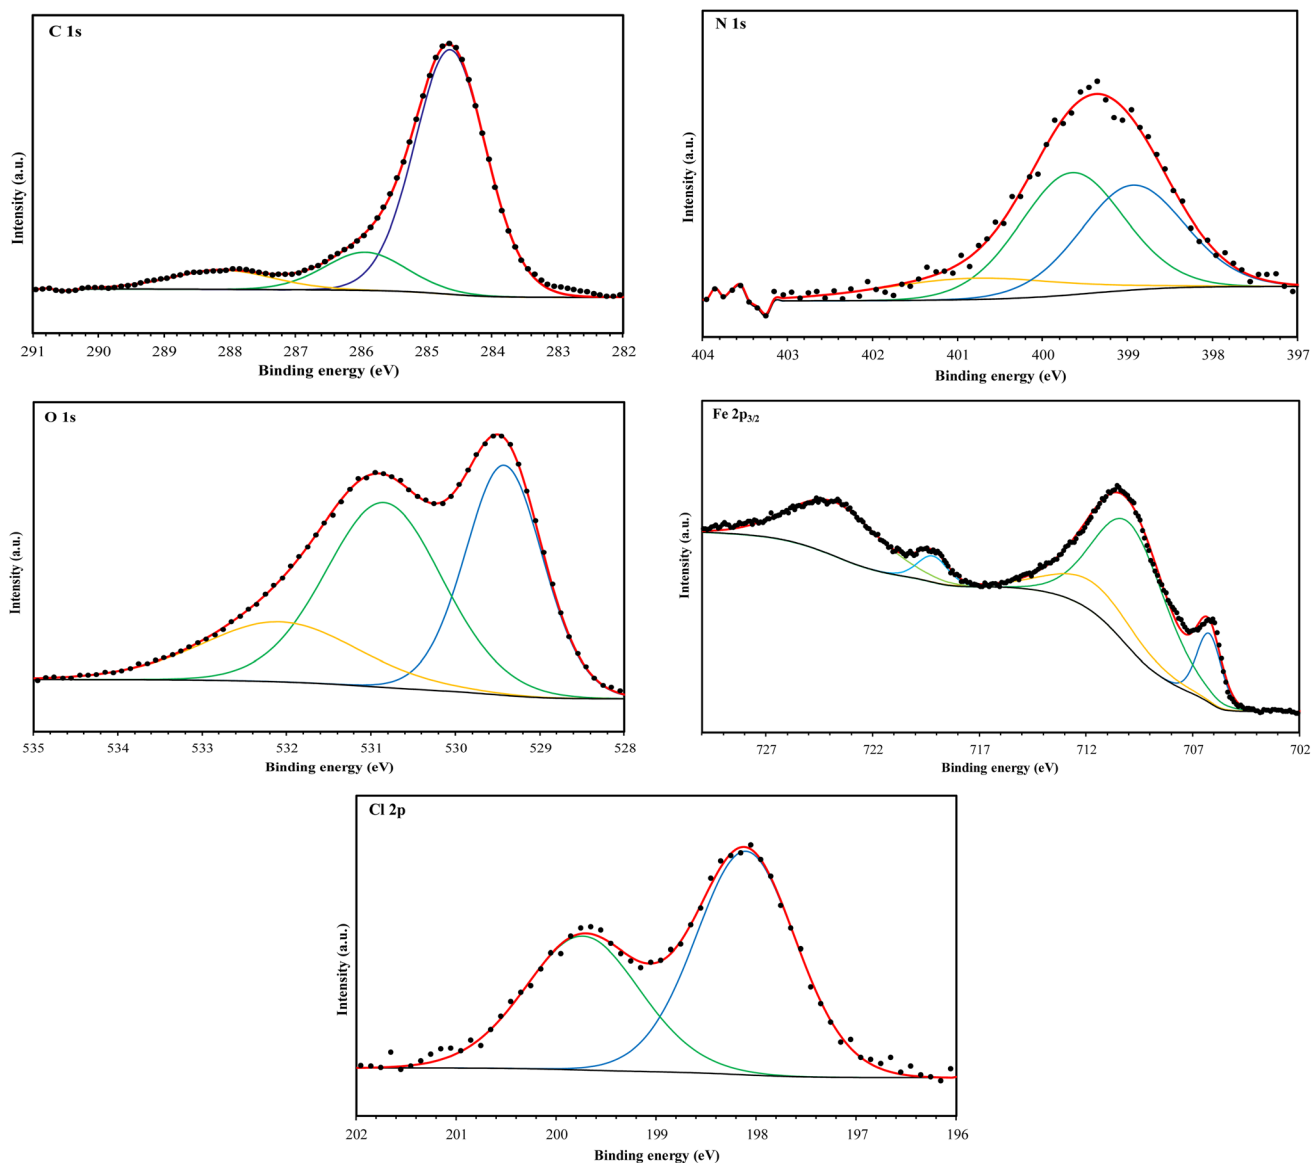 C 1s
Intensity (a.u.)
291 290 289 288 287 286 285 284 283 282
Binding energy (eV)
N 1s
Intensity (a.u.)
404 403 402 401 400 399 398 397
Binding energy (eV)
O 1s
Intensity (a.u.)
535 534 533 532 531 530 529 528
Binding energy (eV)
Fe 2p3/2
Intensity (a.u.)
727 722 717 712 707 702
Binding energy (eV)
Cl 2p
Intensity (a.u.)
202 201 200 199 198 197 196
Binding energy (eV)